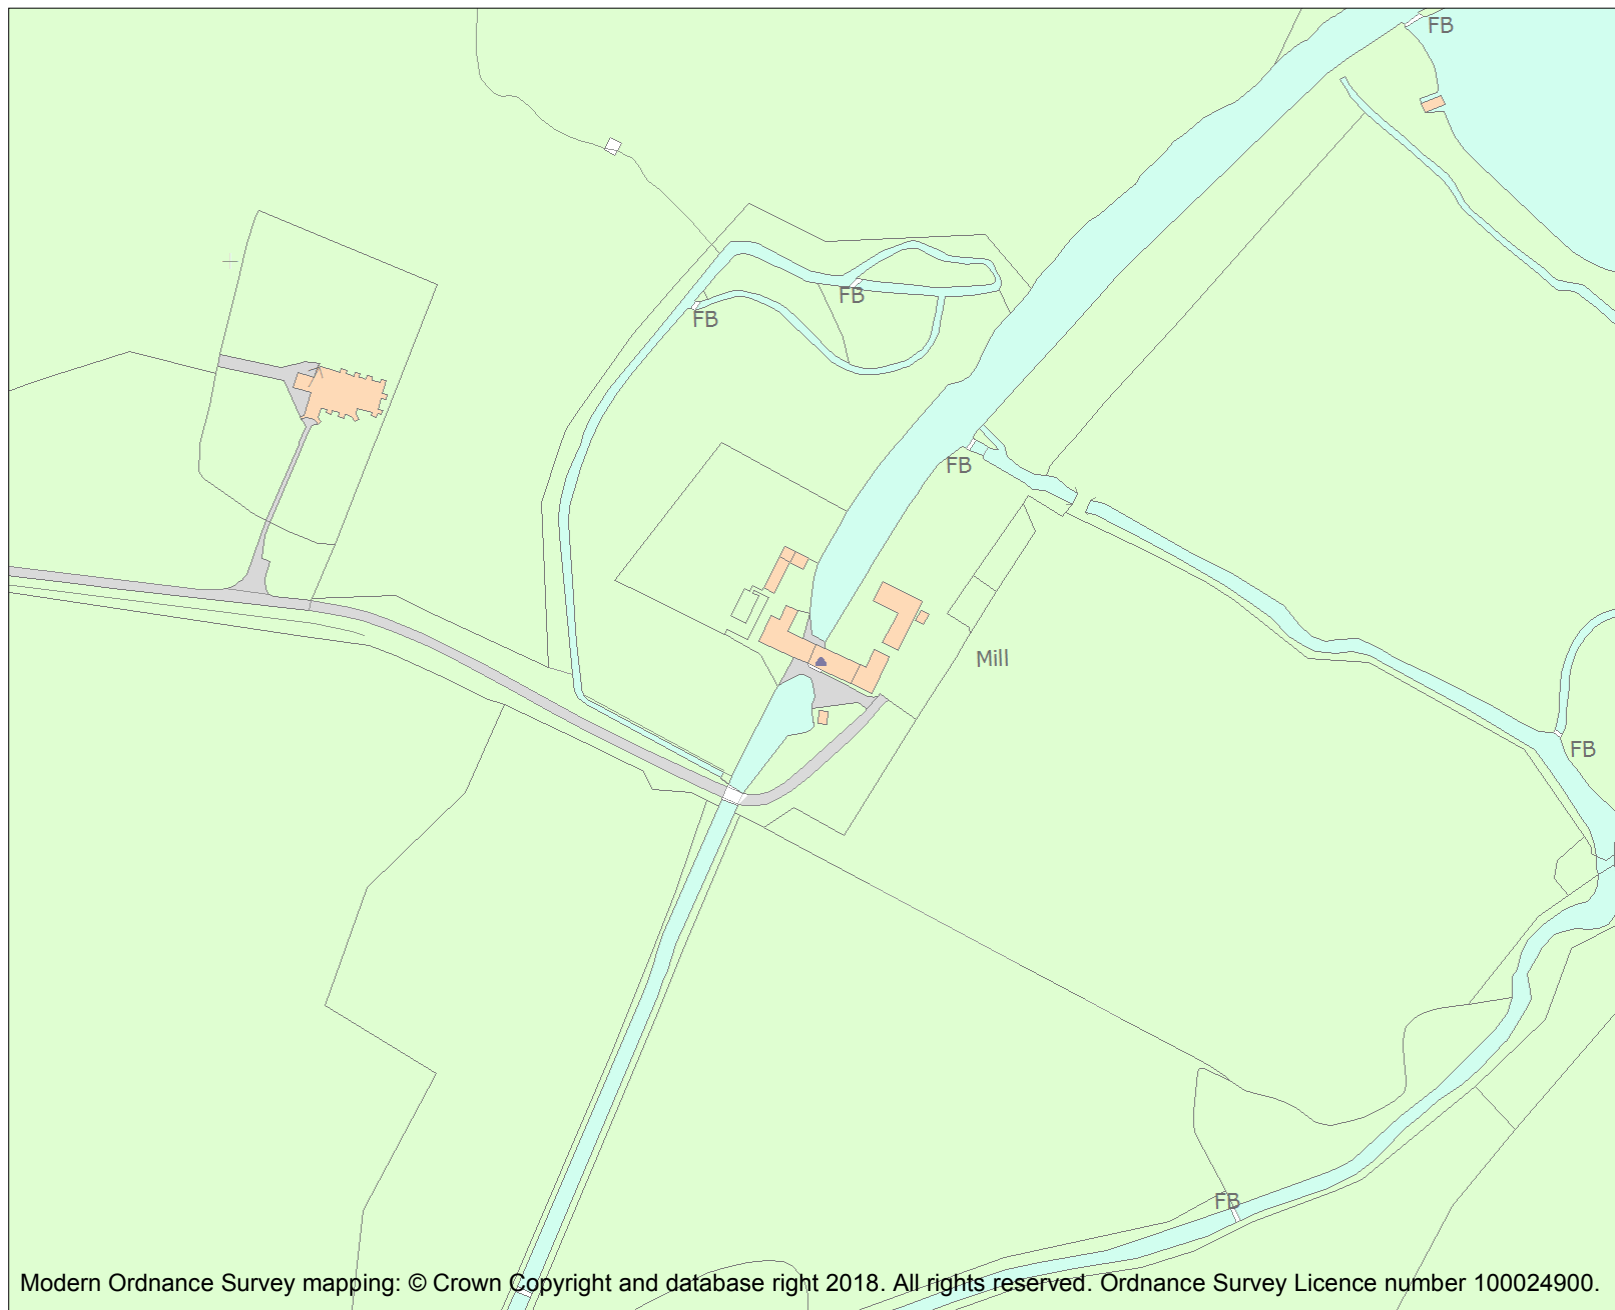 FB
FB
FB
FB
Mill
FB
FB
Modern Ordnance Survey mapping: © Crown Copyright and database right 2018. All rights reserved. Ordnance Survey Licence number 100024900.